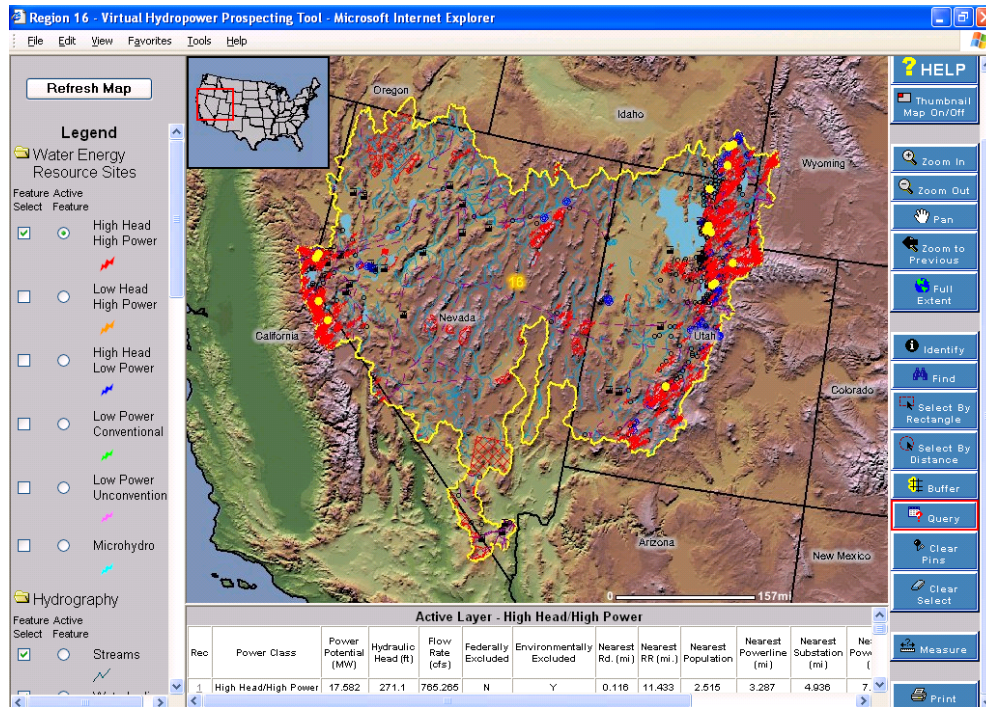 Region 16 - Virtual Hydropower Prospecting Tool - Microsoft Internet Explorer
File Edit View Favorites Tools Help
Refresh Map
Legend
Water Energy
Resource Sites
Feature Active
Select Feature
High Head
High Power
Low Head
High Power
High Head
Low Power
Low Power
Conventional
Low Power
Unconvention
Microhydro
Hydrography
Feature Active
Select Feature
Streams
Oregon
Idaho
Wyoming
16
Nevada
California
Utah
Colorado
Arizona
New Mexico
0 157mi
Active Layer - High Head/High Power
Rec Power Class Power Potential (MW) Hydraulic Head (ft) Flow Rate (cfs) Federally Excluded Environmentally Excluded Nearest Rd. (mi) Nearest RR (mi.) Nearest Population Nearest Powerline (mi) Nearest Substation (mi)
1 High Head/High Power 17.582 271.1 765.265 N Y 0.116 11.433 2.515 3.287 4.936 7.
? HELP
Thumbnail
Map On/Off
Zoom In
Zoom Out
Pan
Zoom to
Previous
Full
Extent
Identify
Find
Select By
Rectangle
Select By
Distance
Buffer
Query
Clear
Pins
Clear
Select
Measure
Print